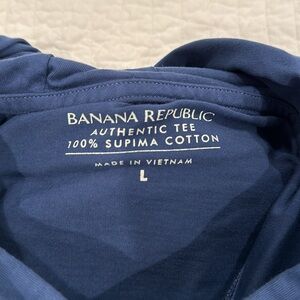 BANANA REPUBLIC
AUTHENTIC TEE
100% SUPIMA COTTON
MADE IN VIETNAM
L